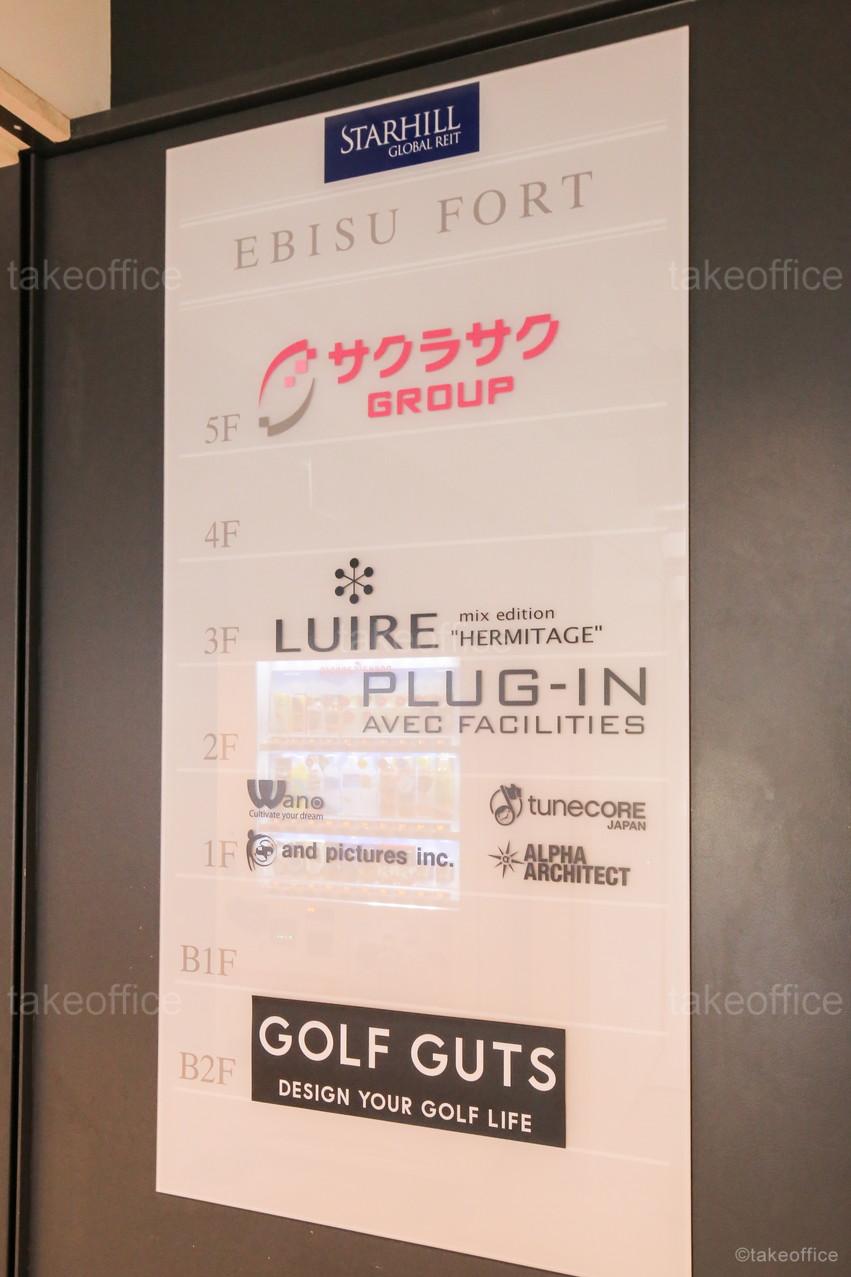 STARHILL
GLOBAL REIT
EBISU FORT
サクラサク
GROUP
5F
4F
3F
LUIRE mix edition
"HERMITAGE"
PLUG-IN
AVEC FACILITIES
2F
Wano
Cultivate your dream
tunecORE
JAPAN
1F
and pictures inc.
ALPHA
ARCHITECT
B1F
B2F
GOLF GUTS
DESIGN YOUR GOLF LIFE
takeoffice
takeoffice
takeoffice
takeoffice
takeoffice
©takeoffice